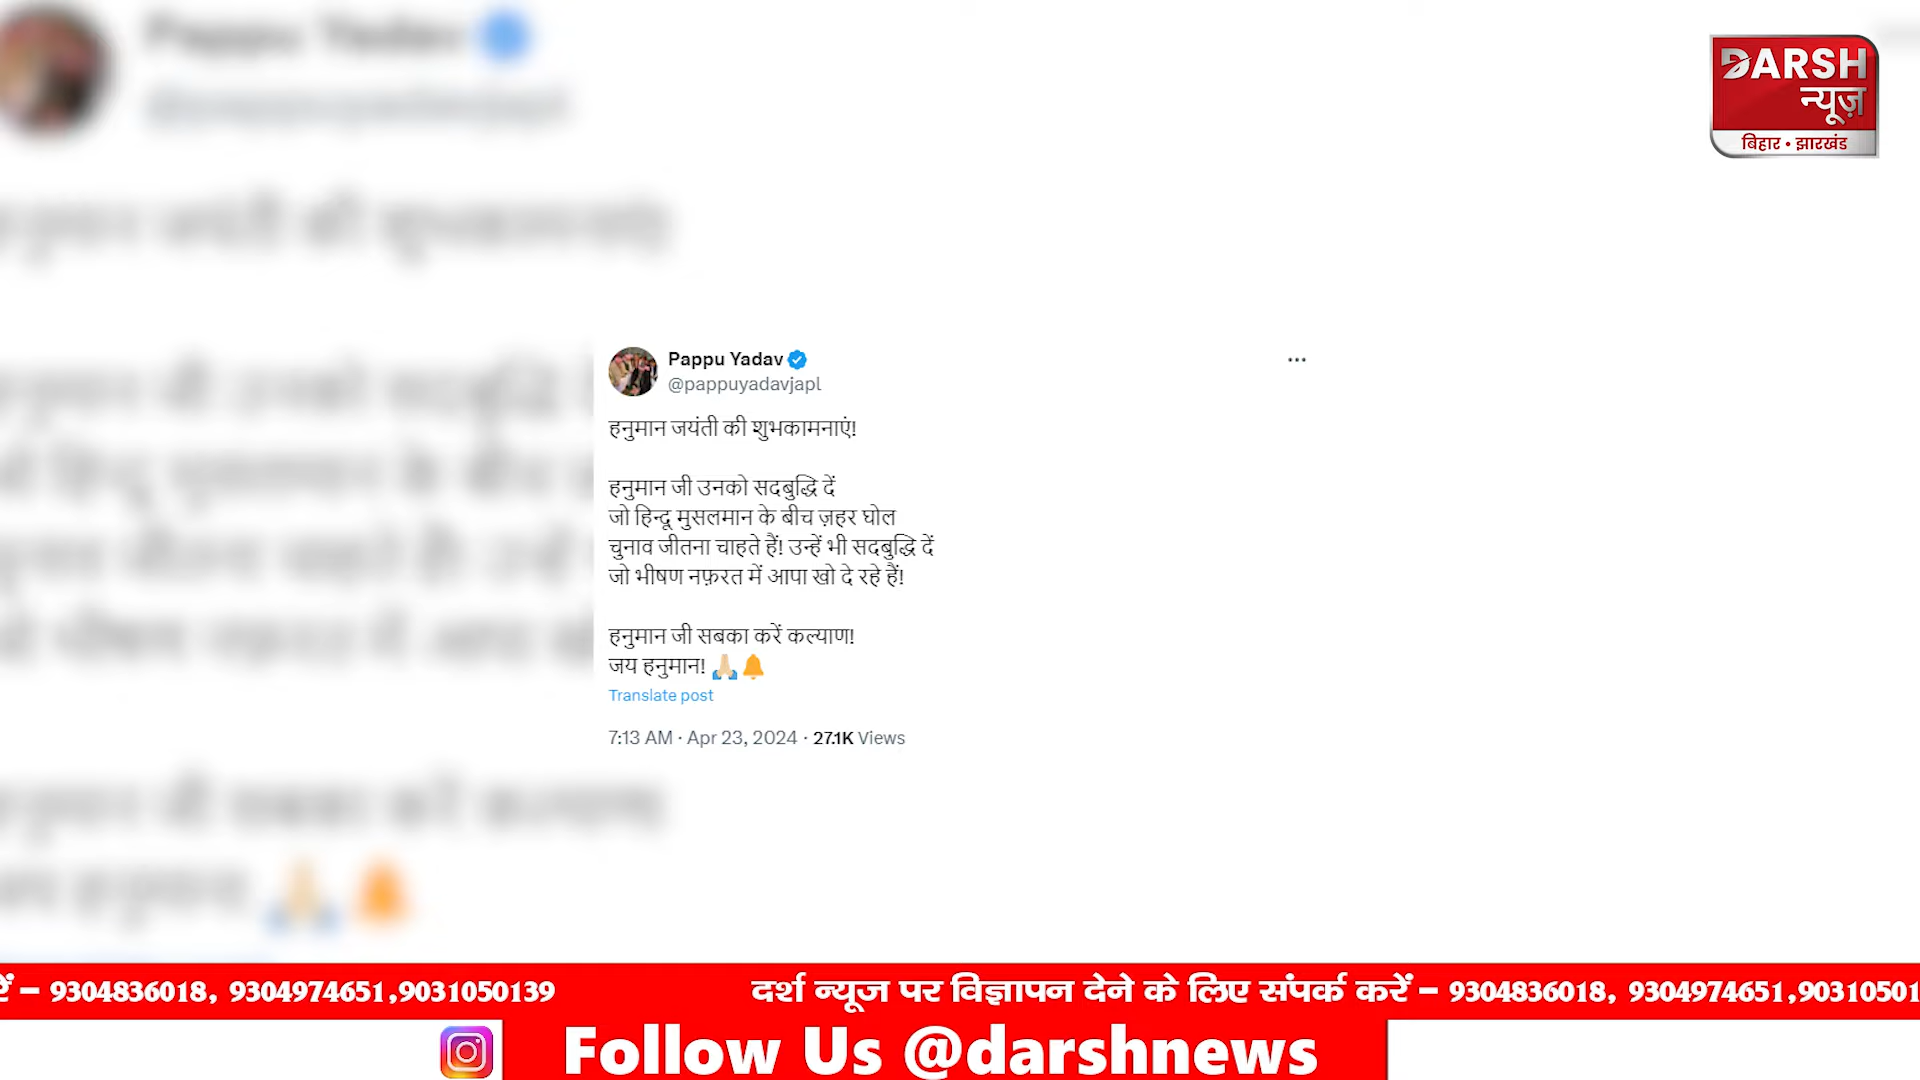 DARSH
न्यूज़
बिहार • झारखंड
Pappu Yadav
@pappuyadavjapl
हनुमान जयंती की शुभकामनाएं!
हनुमान जी उनको सदबुद्धि दें
जो हिन्दू मुसलमान के बीच ज़हर घोल
चुनाव जीतना चाहते हैं! उन्हें भी सदबुद्धि दें
जो भीषण नफ़रत में आपा खो दे रहे हैं!
हनुमान जी सबका करें कल्याण!
जय हनुमान! 🙏🏼🔔
Translate post
7:13 AM · Apr 23, 2024 · 27.1K Views
रें – 9304836018, 9304974651,9031050139 दर्श न्यूज पर विज्ञापन देने के लिए संपर्क करें – 9304836018, 9304974651,90310501
Follow Us @darshnews